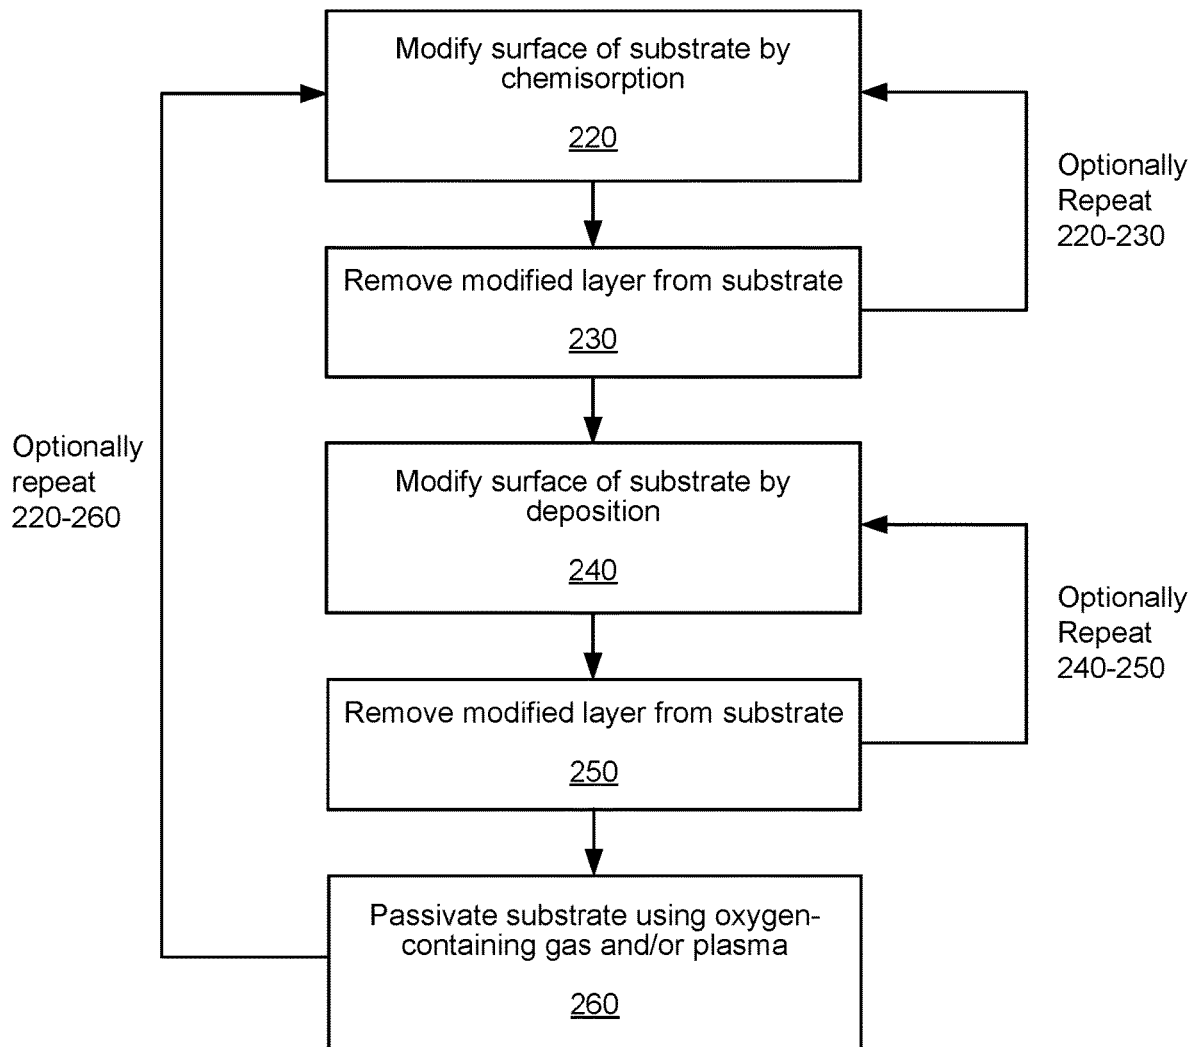 Modify surface of substrate by
chemisorption
220
Optionally
Repeat
220-230
Remove modified layer from substrate
230
Optionally
repeat
220-260
Modify surface of substrate by
deposition
240
Optionally
Repeat
240-250
Remove modified layer from substrate
250
Passivate substrate using oxygen-
containing gas and/or plasma
260